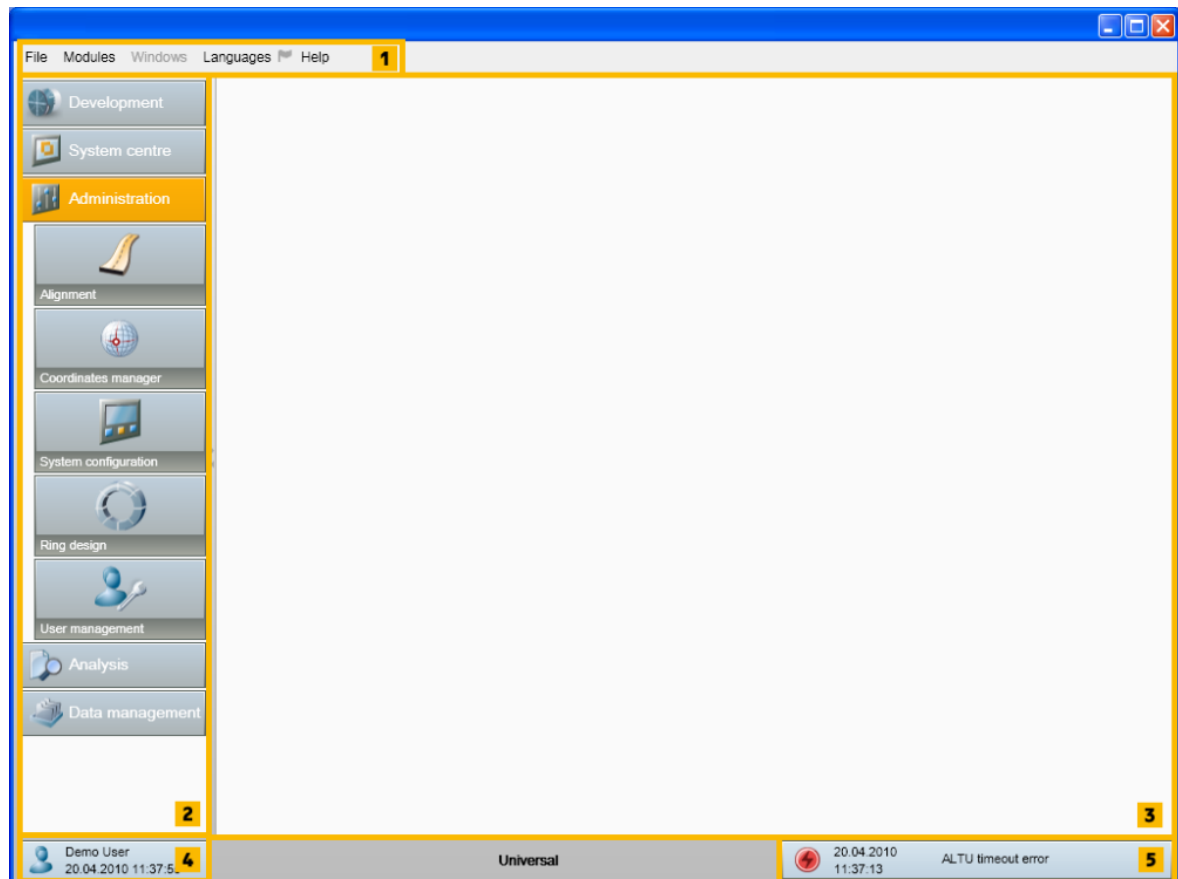 File Modules Windows Languages Help 1
Development
System centre
Administration
Alignment
Coordinates manager
System configuration
Ring design
User management
Analysis
Data management
2
3
Demo User
20.04.2010 11:37:5
4
Universal
20.04.2010
11:37:13
ALTU timeout error
5